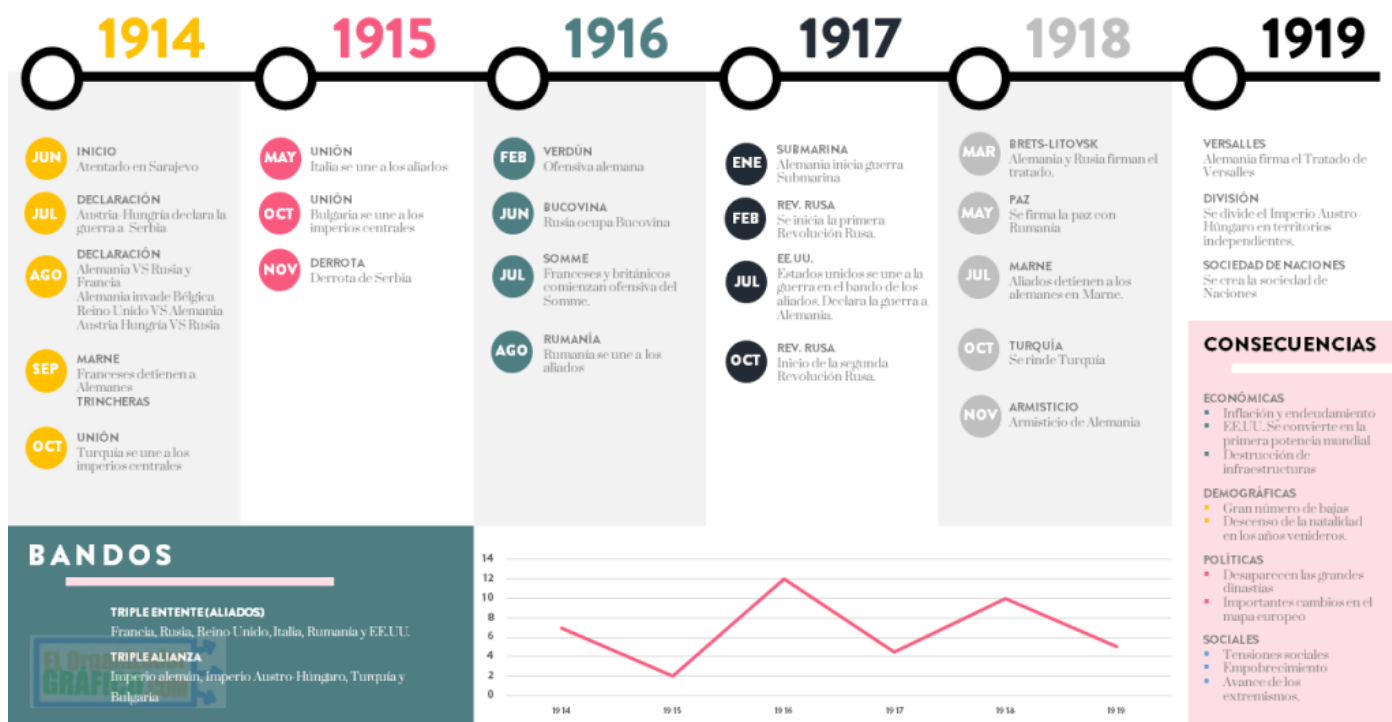 1914
JUN
INICIO
Atentado en Sarajevo
JUL
DECLARACIÓN
Austria-Hungría declara la
guerra a Serbia
AGO
DECLARACIÓN
Alemania VS Rusia y
Francia
Alemania invade Bélgica
Reino Unido VS Alemania
Austria Hungría VS Rusia
SEP
MARNE
Franceses detienen a
Alemanes
TRINCHERAS
OCT
UNIÓN
Turquía se une a los
imperios centrales
1915
MAY
UNIÓN
Italia se une a los aliados
OCT
UNIÓN
Bulgaria se une a los
imperios centrales
NOV
DERROTA
Derrota de Serbia
1916
FEB
VERDÚN
Ofensiva alemana
JUN
BUCOVINA
Rusia ocupa Bucovina
JUL
SOMME
Franceses y británicos
comienzan ofensiva del
Somme.
AGO
RUMANÍA
Rumanía se une a los
aliados
1917
ENE
SUBMARINA
Alemania inicia guerra
Submarina
FEB
REV. RUSA
Se inicia la primera
Revolución Rusa.
JUL
EE.UU.
Estados unidos se une a la
guerra en el bando de los
aliados. Declara la guerra a
Alemania.
OCT
REV. RUSA
Inicio de la segunda
Revolución Rusa.
1918
MAR
BRETS-LITOVSK
Alemania y Rusia firman el
tratado.
MAY
PAZ
Se firma la paz con
Rumanía
JUL
MARNE
Aliados detienen a los
alemanes en Marne.
OCT
TURQUÌA
Se rinde Turquía
NOV
ARMISTICIO
Armisticio de Alemania
1919
VERSALLES
Alemania firma el Tratado de
Versalles
DIVISIÓN
Se divide el Imperio Austro-
Húngaro en territorios
independientes.
SOCIEDAD DE NACIONES
Se crea la sociedad de
Naciones
CONSECUENCIAS
ECONÓMICAS
Inflación y endeudamiento
EE.UU. Se convierte en la
primera potencia mundial
Destrucción de
infraestructuras
DEMOGRÁFICAS
Gran número de bajas
Descenso de la natalidad
en los años venideros.
POLÍTICAS
Desaparecen las grandes
dinastías
Importantes cambios en el
mapa europeo
SOCIALES
Tensiones sociales
Empobrecimiento
Avance de los
extremismos.
BANDOS
TRIPLE ENTENTE (ALIADOS)
Francia, Rusia, Reino Unido, Italia, Rumanía y EE.UU.
TRIPLE ALIANZA
Imperio alemán, imperio Austro-Húngaro, Turquía y
Bulgaria
14
12
10
8
6
4
2
0
1914
1915
1916
1917
1918
1919